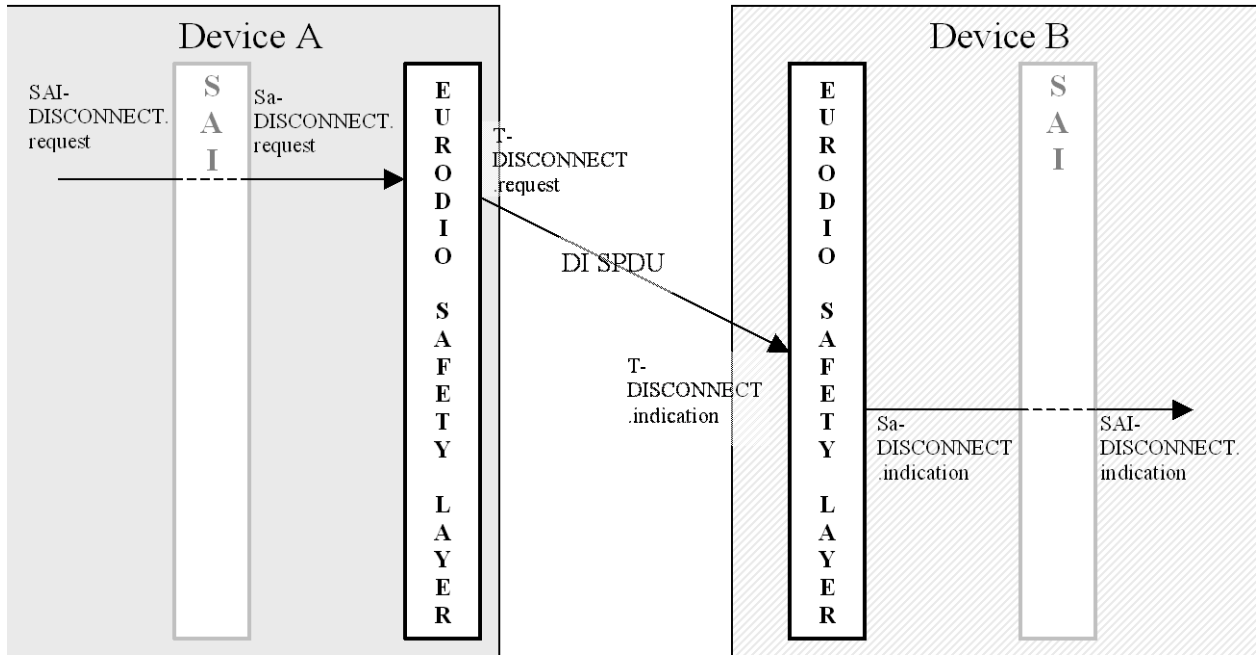 Device A
SAI-
DISCONNECT.
request
S
A
I
Sa-
DISCONNECT.
request
E
U
R
O
D
I
O
S
A
F
E
T
Y
L
A
Y
E
R
T-
DISCONNECT
.request
DI SPDU
T-
DISCONNECT
.indication
Device B
E
U
R
O
D
I
O
S
A
F
E
T
Y
L
A
Y
E
R
Sa-
DISCONNECT
.indication
S
A
I
SAI-
DISCONNECT.
indication